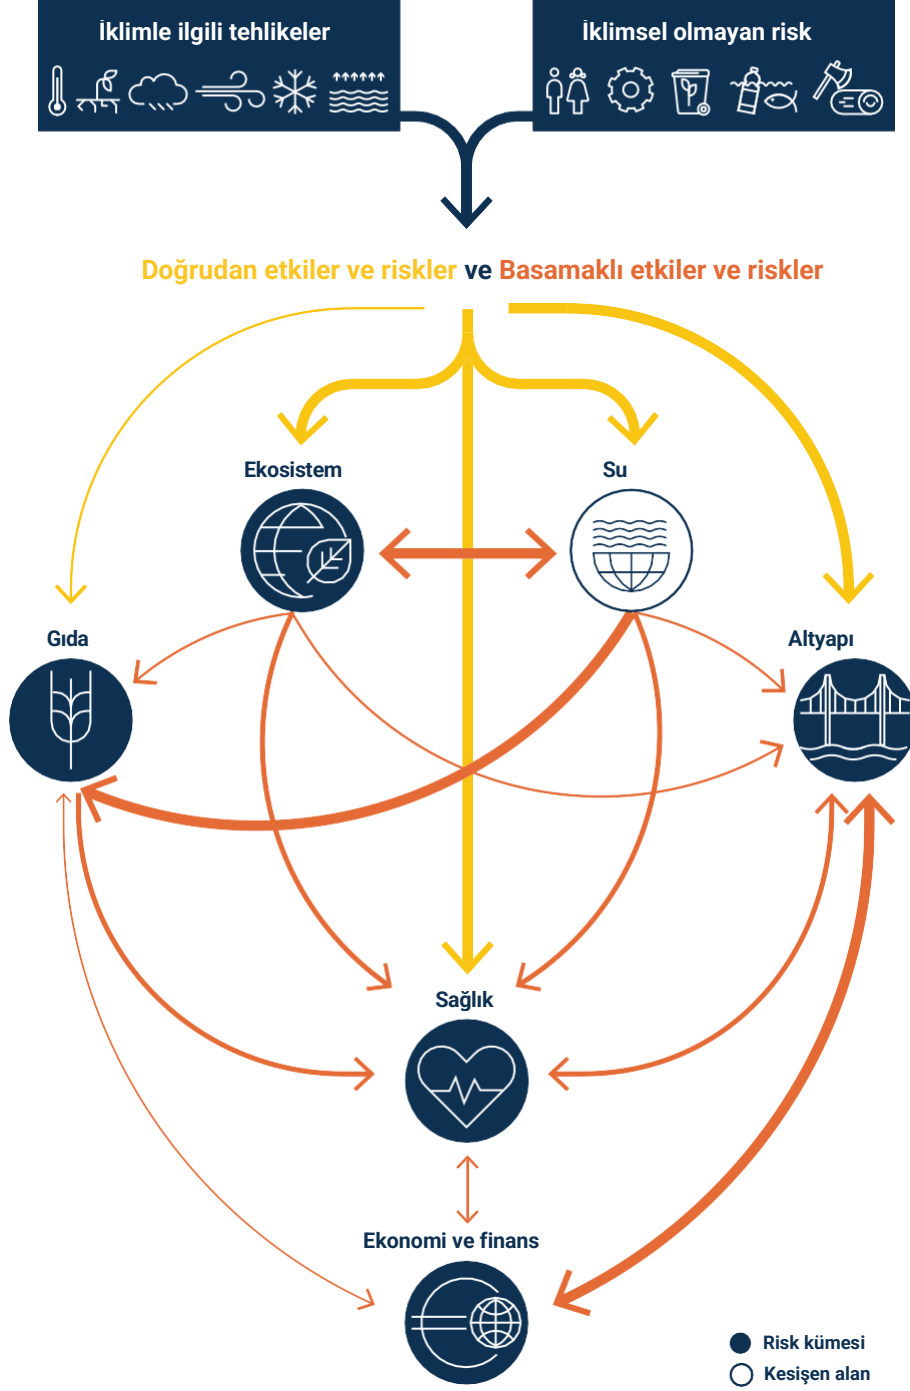 İklimle ilgili tehlikeler
İklimsel olmayan risk
Doğrudan etkiler ve riskler ve Basamaklı etkiler ve riskler
Ekosistem
Su
Gıda
Altyapı
Sağlık
Ekonomi ve finans
Risk kümesi
Kesişen alan